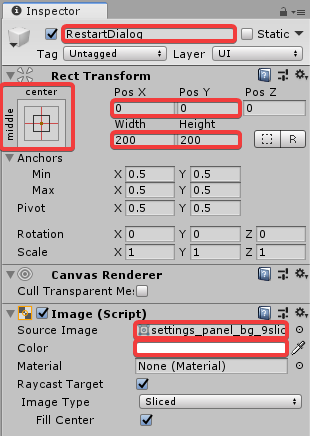 Inspector
RestartDialog Static
Tag Untagged Layer UI
Rect Transform
center Pos X Pos Y Pos Z
middle 0 0 0
Width Height
200 200 R
Anchors
Min X 0.5 Y 0.5
Max X 0.5 Y 0.5
Pivot X 0.5 Y 0.5
Rotation X 0 Y 0 Z 0
Scale X 1 Y 1 Z 1
Canvas Renderer
Cull Transparent Me
Image (Script)
Source Image settings_panel_bg_9slic
Color
Material None (Material)
Raycast Target
Image Type Sliced
Fill Center